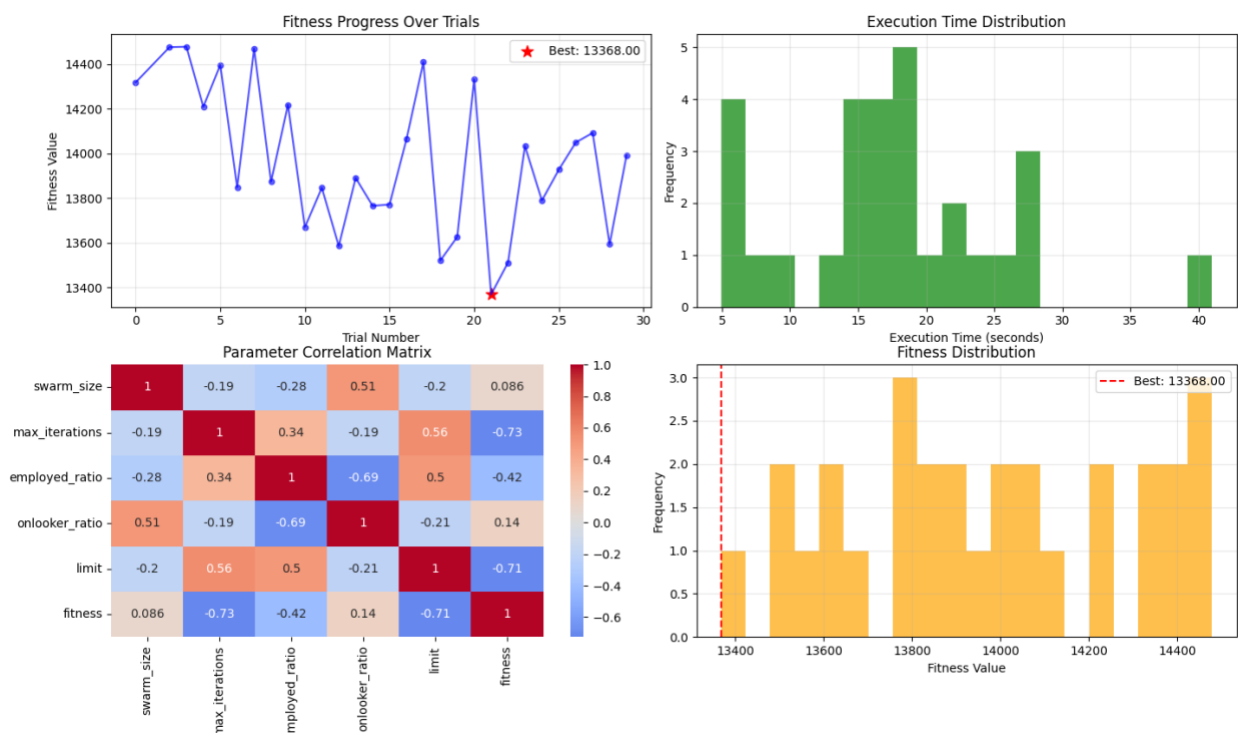 Fitness Progress Over Trials
Best: 13368.00
Fitness Value
14400
14200
14000
13800
13600
13400
0 5 10 15 20 25 30
Trial Number
Execution Time Distribution
Frequency
5
4
3
2
1
0
5 10 15 20 25 30 35 40
Execution Time (seconds)
Parameter Correlation Matrix
swarm_size 1 -0.19 -0.28 0.51 -0.2 0.086
max_iterations -0.19 1 0.34 -0.19 0.56 -0.73
employed_ratio -0.28 0.34 1 -0.69 0.5 -0.42
onlooker_ratio 0.51 -0.19 -0.69 1 -0.21 0.14
limit -0.2 0.56 0.5 -0.21 1 -0.71
fitness 0.086 -0.73 -0.42 0.14 -0.71 1
swarm_size
max_iterations
mployed_ratio
onlooker_ratio
limit
fitness
1.0
0.8
0.6
0.4
0.2
0.0
-0.2
-0.4
-0.6
Fitness Distribution
Best: 13368.00
Frequency
3.0
2.5
2.0
1.5
1.0
0.5
0.0
13400 13600 13800 14000 14200 14400
Fitness Value